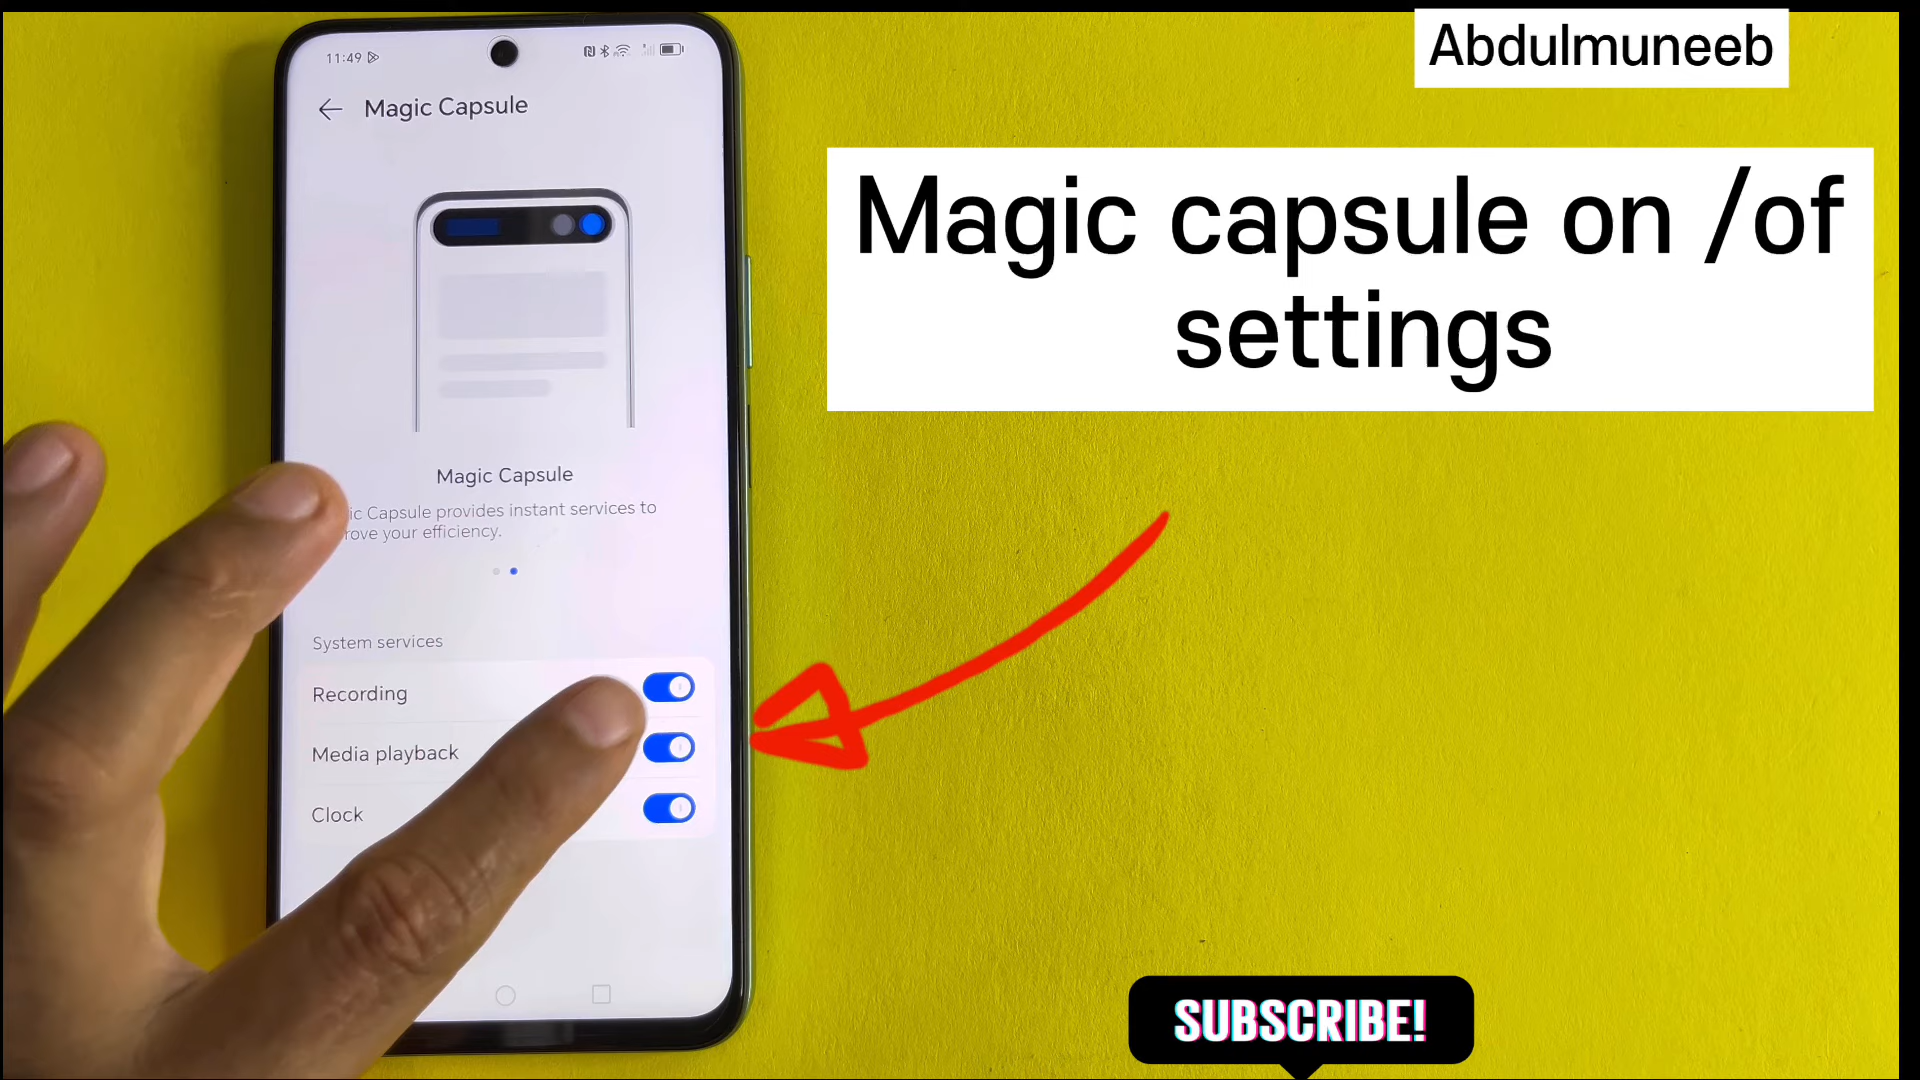 Abdulmuneeb
Magic capsule on /of
settings
11:49
Magic Capsule
Magic Capsule
ic Capsule provides instant services to
rove your efficiency.
System services
Recording
Media playback
Clock
SUBSCRIBE!